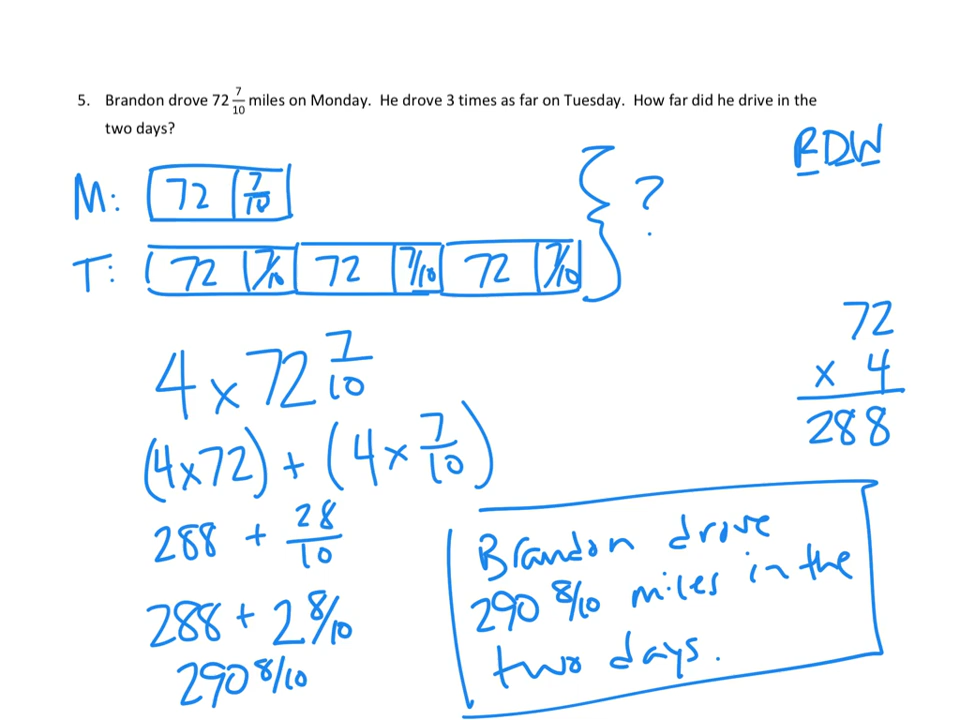 5. Brandon drove 72 7/10 miles on Monday. He drove 3 times as far on Tuesday. How far did he drive in the
two days?
RDW
M: 72 7/10
?
T: 72 7/10 72 7/10 72 7/10
4 x 72 7/10
(4x72) + (4 x 7/10)
288 + 28/10
288 + 2 8/10
290 8/10
72
x 4
288
Brandon drove
290 8/10 miles in the
two days.